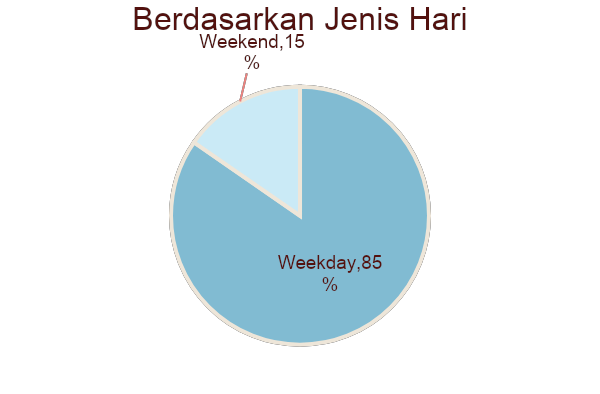 Berdasarkan Jenis Hari
Weekend,15
%
Weekday,85
%